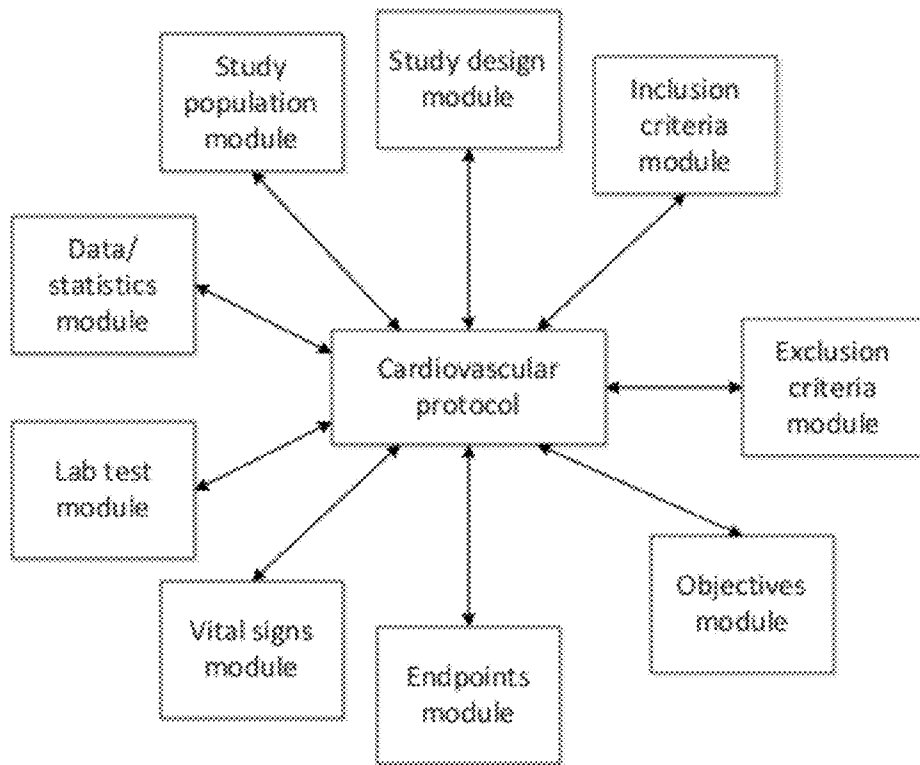 Study
population
module
Study design
module
Inclusion
criteria
module
Data/
statistics
module
Cardiovascular
protocol
Exclusion
criteria
module
Lab test
module
Vital signs
module
Endpoints
module
Objectives
module